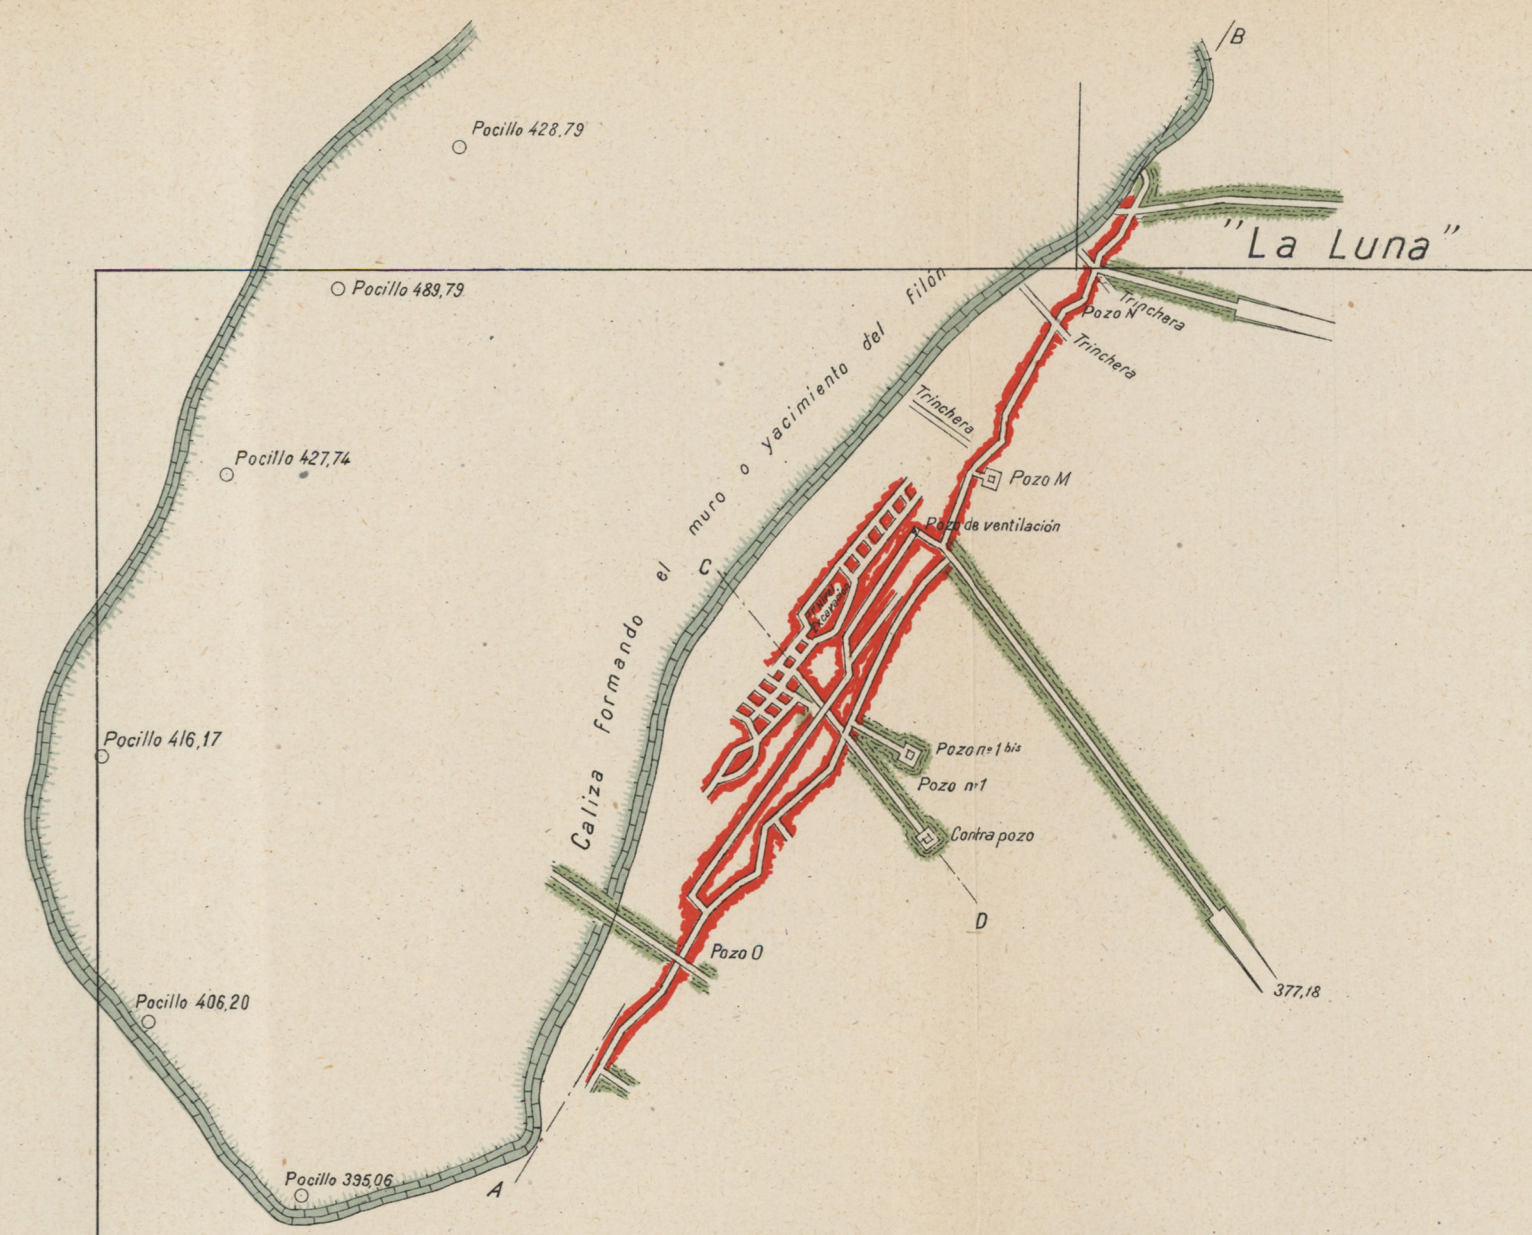 B
Pocillo 428,79
"La Luna"
Pocillo 489,79
Trinchera
Pozo N
Trinchera
Trinchera
Caliza formando el muro o yacimiento del filón
Pocillo 427,74
Pozo M
Pozo de ventilación
C
Excavación
Pocillo 416,17
Pozo nº 1 bis
Pozo nº 1
Contra pozo
D
Pozo O
377,18
Pocillo 406,20
Pocillo 395,06
A